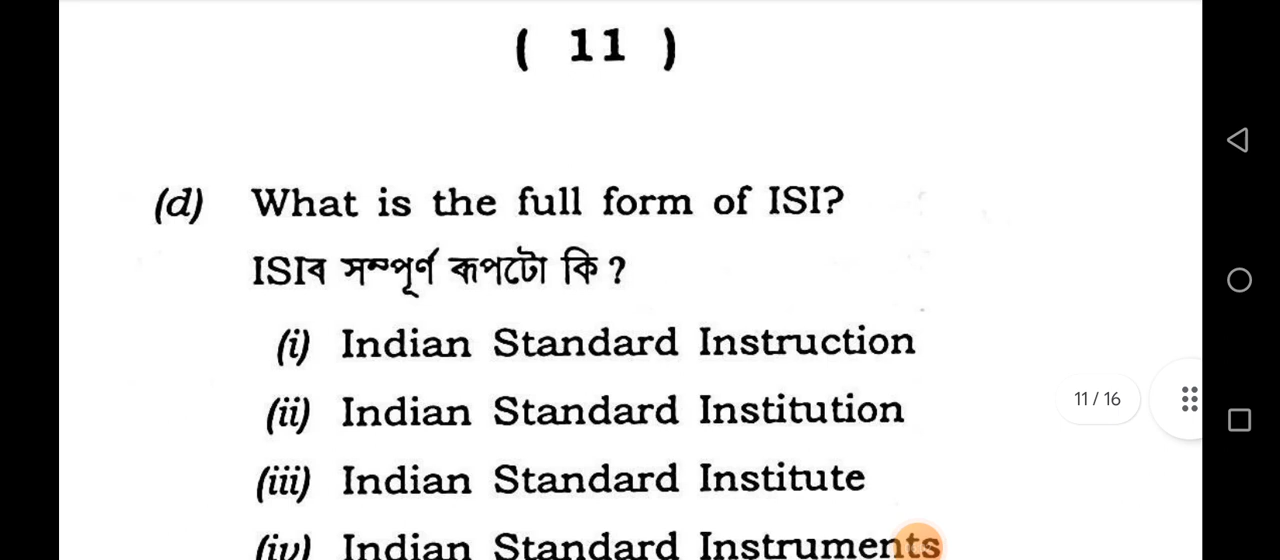 ( 11 )
(d) What is the full form of ISI?
ISIৰ সম্পূৰ্ণ ৰূপটো কি ?
(i) Indian Standard Instruction
(ii) Indian Standard Institution
11 / 16
(iii) Indian Standard Institute
(iv) Indian Standard Instruments